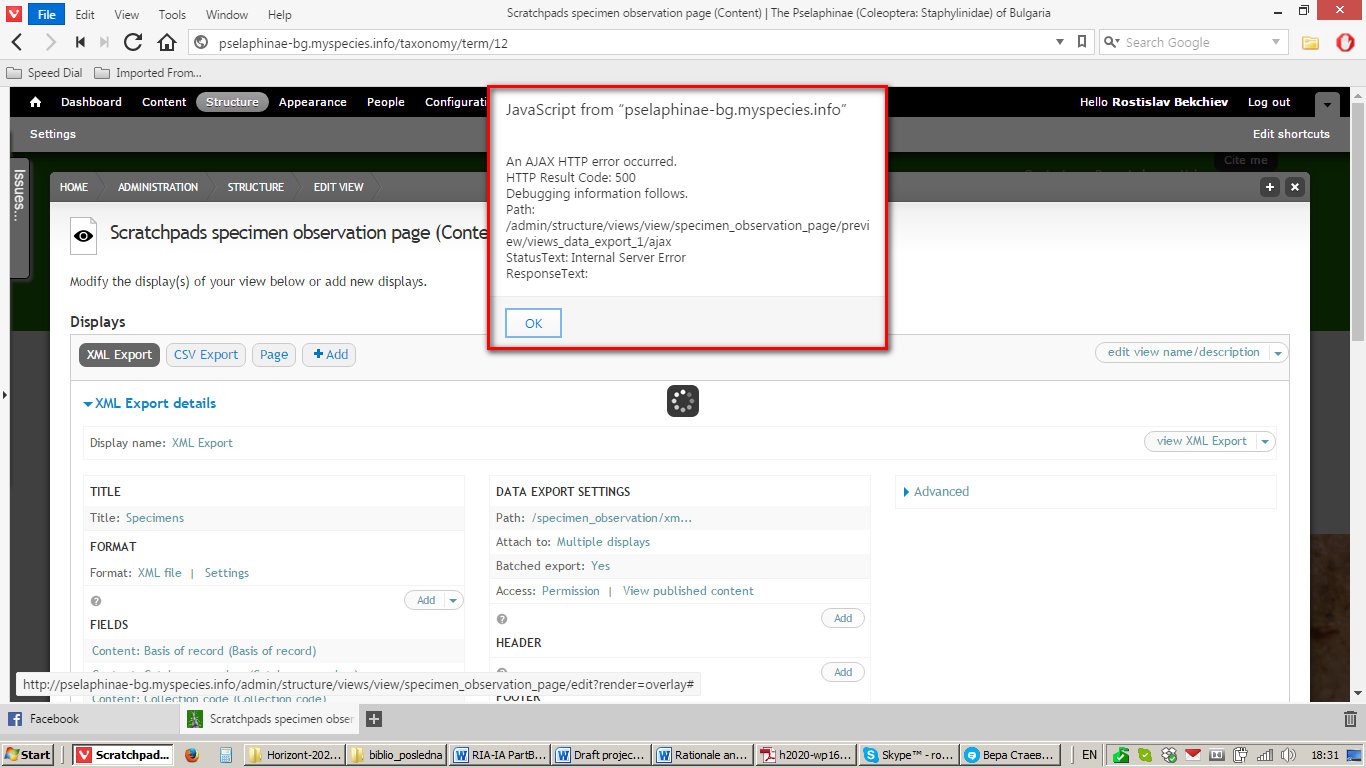 File Edit View Tools Window Help
Scratchpads specimen observation page (Content) | The Pselaphinae (Coleoptera: Staphylinidae) of Bulgaria
pselaphinae-bg.myspecies.info/taxonomy/term/12
Search Google
Speed Dial Imported From...
Dashboard Content Structure Appearance People
Hello Rostislav Bekchiev Log out
Settings
Edit shortcuts
Cite me
Issues...
HOME ADMINISTRATION STRUCTURE EDIT VIEW
Scratchpads specimen observation page
Modify the display(s) of your view below or add new displays.
JavaScript from “pselaphinae-bg.myspecies.info”
An AJAX HTTP error occurred.
HTTP Result Code: 500
Debugging information follows.
Path:
/admin/structure/views/view/specimen_observation_page/previ
ew/views_data_export_1/ajax
StatusText: Internal Server Error
ResponseText:
OK
Displays
XML Export CSV Export Page Add
edit view name/description
XML Export details
Display name: XML Export
view XML Export
TITLE
Title: Specimens
FORMAT
Format: XML file | Settings
Add
FIELDS
Content: Basis of record (Basis of record)
Content: Collection code (Collection code)
DATA EXPORT SETTINGS
Path: /specimen_observation/xm...
Attach to: Multiple displays
Batched export: Yes
Access: Permission | View published content
Add
HEADER
Add
FOOTER
Advanced
http://pselaphinae-bg.myspecies.info/admin/structure/views/view/specimen_observation_page/edit?render=overlay#
Facebook
Scratchpads specimen obser
Start
Scratchpad...
Horizont-202...
biblio_posledna
RIA-IA PartB...
Draft projec...
Rationale an...
h2020-wp16...
Skype™ - ro...
Вера Стаев...
EN
18:31